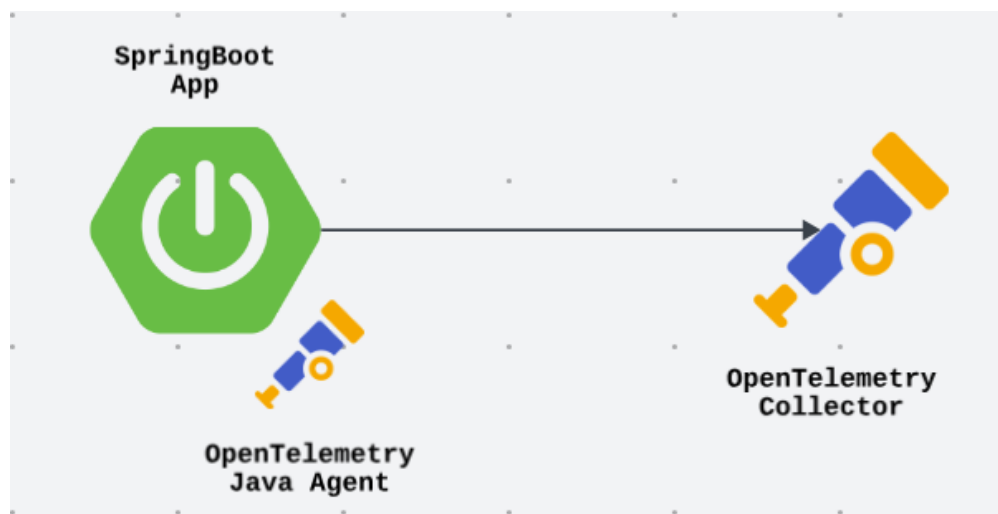 SpringBoot
App
OpenTelemetry
Java Agent
OpenTelemetry
Collector